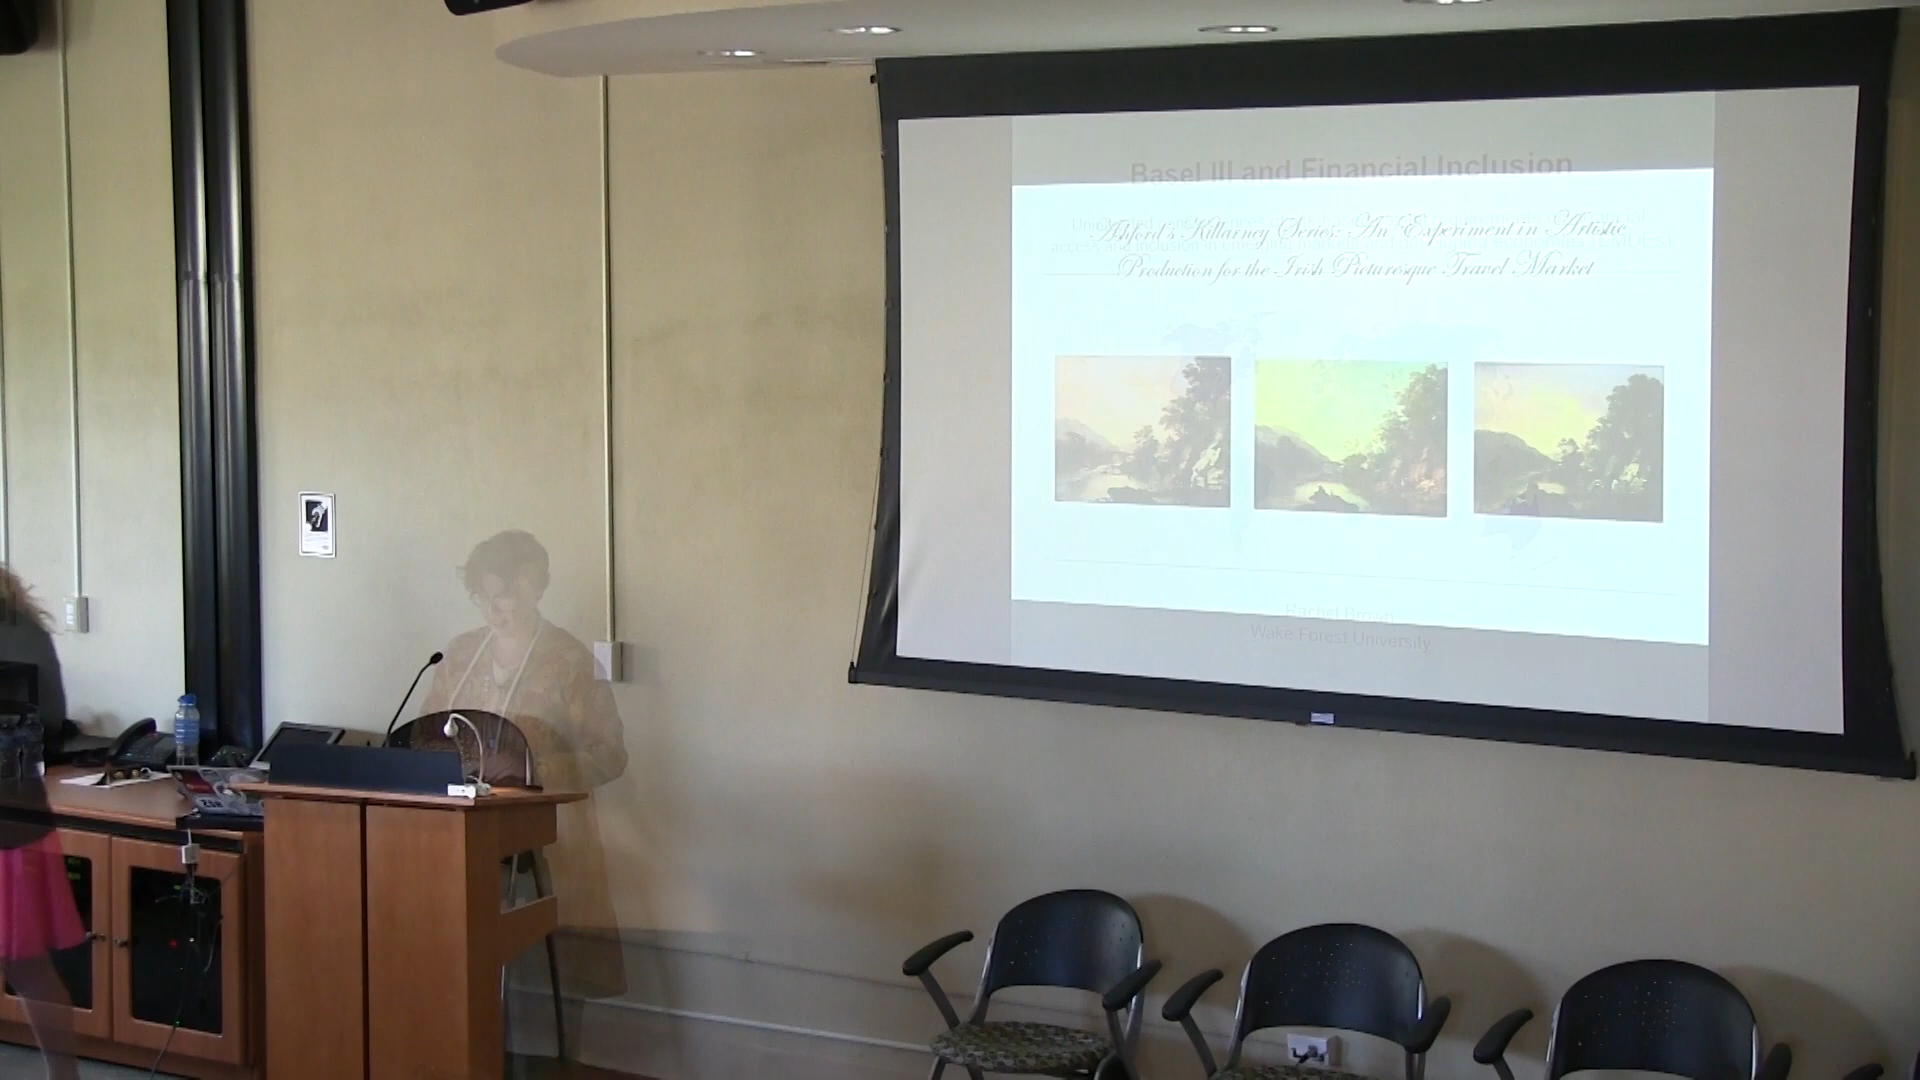 Basel III and Financial Inclusion
Ashford's Killarney Series: An Experiment in Artistic
Production for the Irish Picturesque Travel Market
Rachel Brown
Wake Forest University